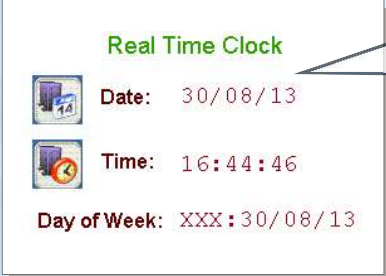 Real Time Clock
Date: 30/08/13
Time: 16:44:46
Day of Week: XXX:30/08/13